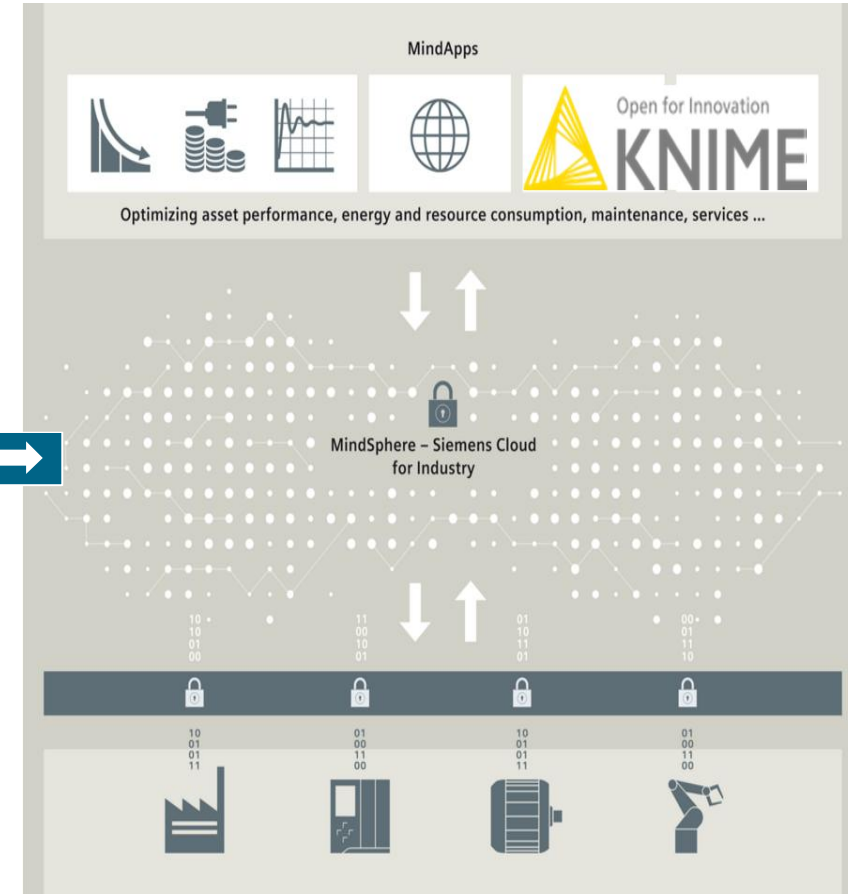 MindApps
Open for Innovation
KNIME
Optimizing asset performance, energy and resource consumption, maintenance, services ...
MindSphere – Siemens Cloud
for Industry
10 11 01 00
10 00 10 01
01 10 11 11
00 01 01 10
10 01 10 01
01 00 01 00
01 11 01 11
11 00 11 00